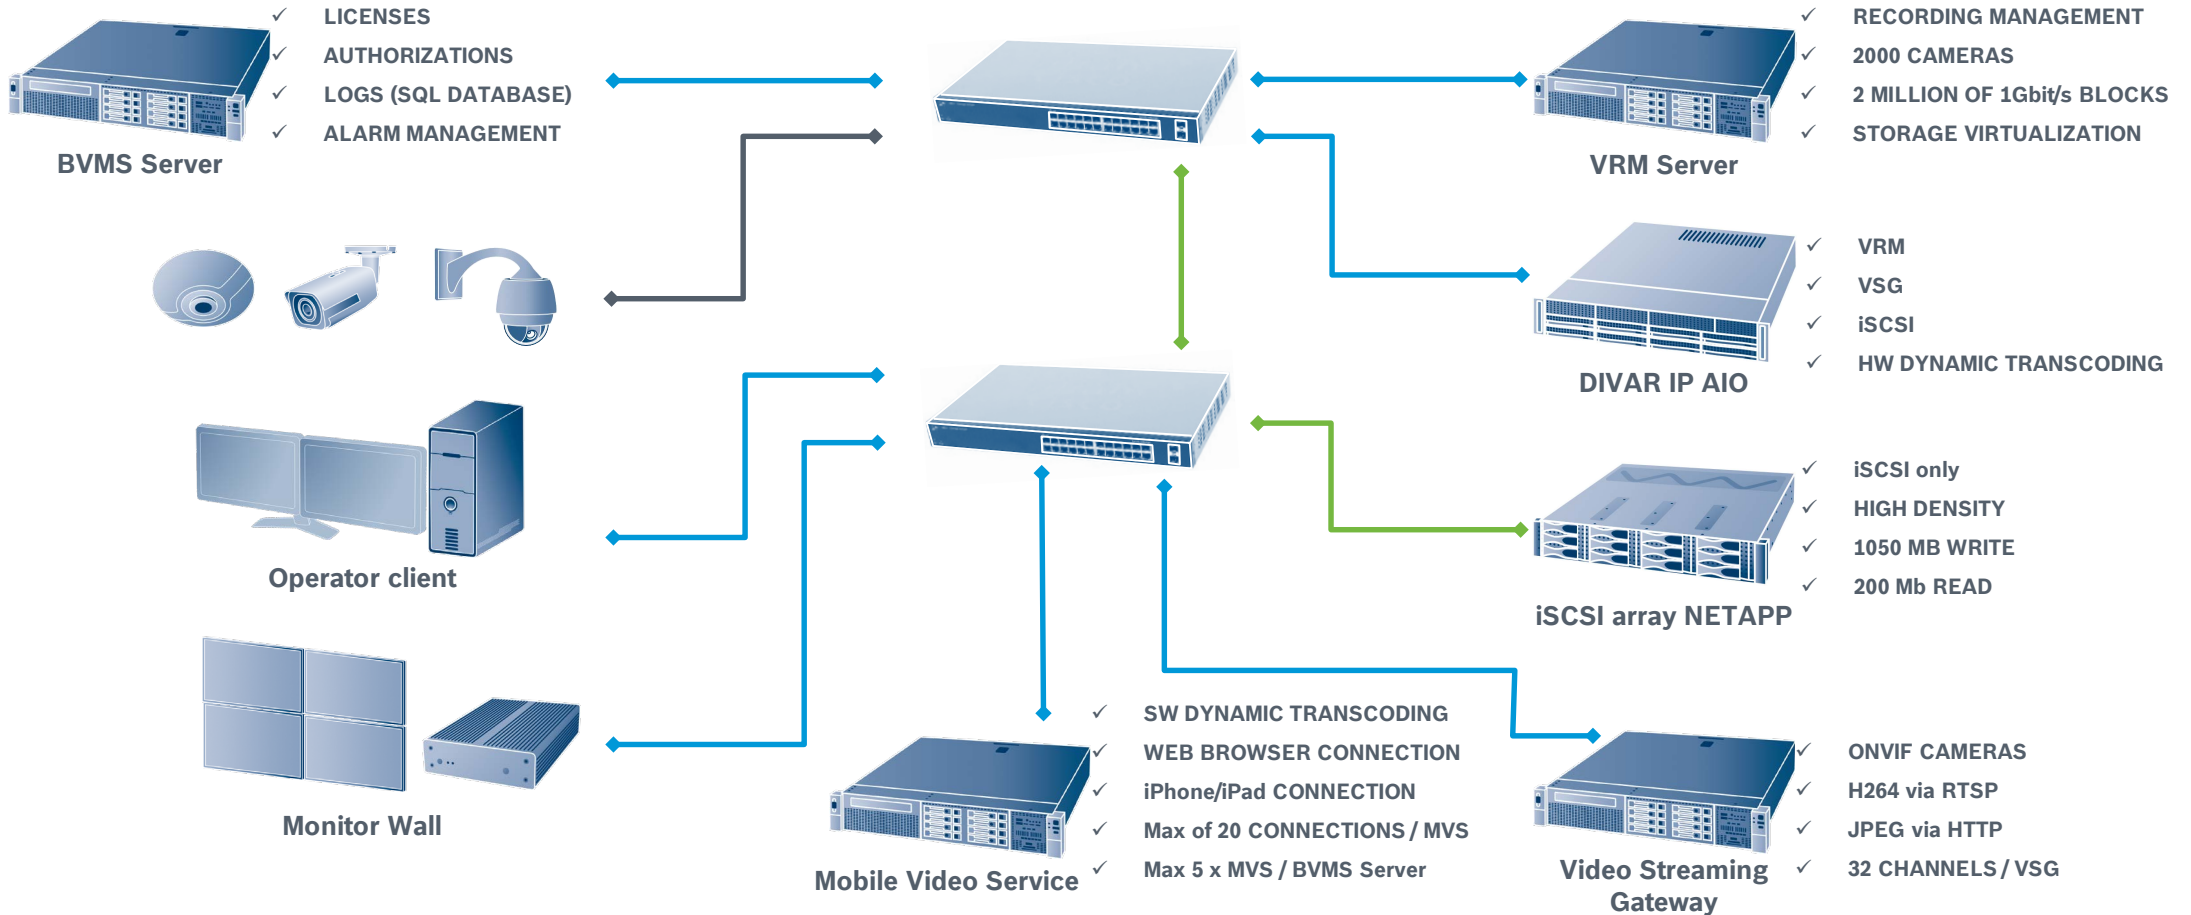 LICENSES
AUTHORIZATIONS
LOGS (SQL DATABASE)
ALARM MANAGEMENT
BVMS Server
RECORDING MANAGEMENT
2000 CAMERAS
2 MILLION OF 1Gbit/s BLOCKS
STORAGE VIRTUALIZATION
VRM Server
VRM
VSG
iSCSI
HW DYNAMIC TRANSCODING
DIVAR IP AIO
Operator client
iSCSI only
HIGH DENSITY
1050 MB WRITE
200 Mb READ
iSCSI array NETAPP
Monitor Wall
SW DYNAMIC TRANSCODING
WEB BROWSER CONNECTION
iPhone/iPad CONNECTION
Max of 20 CONNECTIONS / MVS
Max 5 x MVS / BVMS Server
Mobile Video Service
ONVIF CAMERAS
H264 via RTSP
JPEG via HTTP
32 CHANNELS / VSG
Video Streaming
Gateway